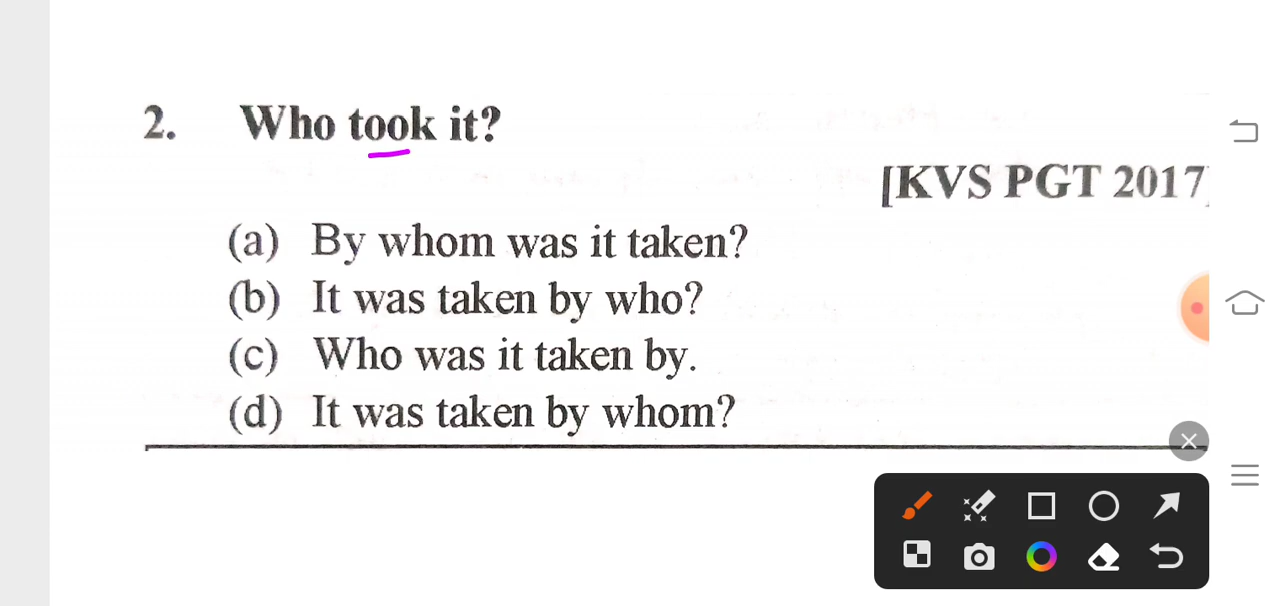 2. Who took it?
[KVS PGT 2017]
(a) By whom was it taken?
(b) It was taken by who?
(c) Who was it taken by.
(d) It was taken by whom?